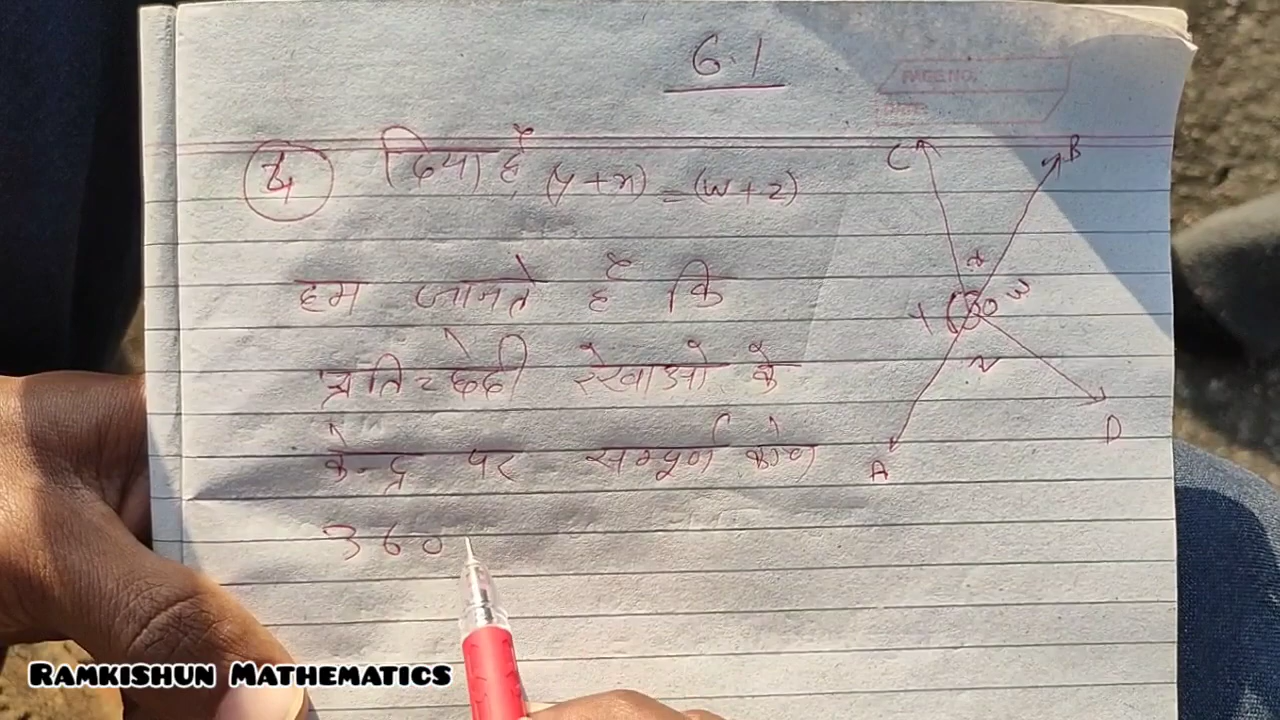 6.1
PAGE NO.
4 दिया है (y + x) = (w + z)
हम जानते है कि
प्रतिच्छेदी रेखाओ के
केन्द्र पर सम्पूर्ण कोण
360
C
B
x
y
O
w
z
D
A
RAMKISHUN MATHEMATICS